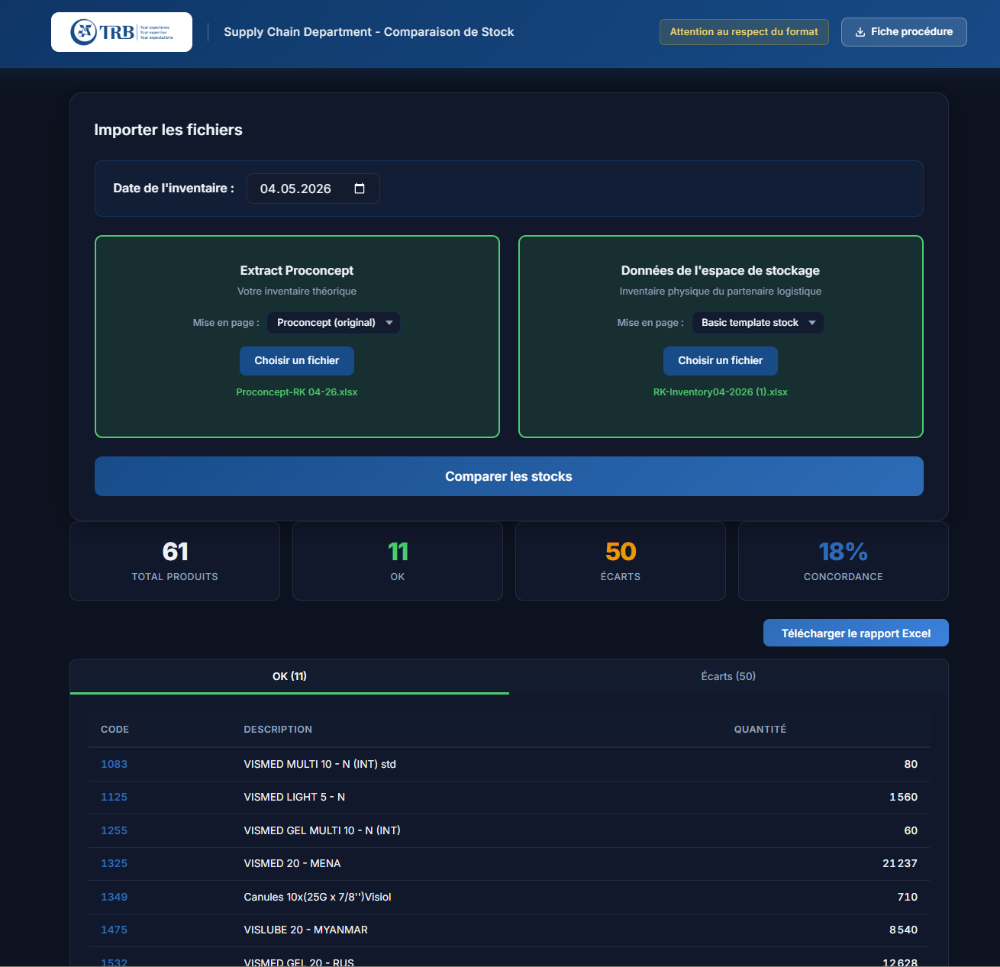 TRB
Your experience
Your expertise
Your expectations
Supply Chain Department - Comparaison de Stock
Attention au respect du format
Fiche procédure
Importer les fichiers
Date de l'inventaire :
04.05.2026
Extract Proconcept
Votre inventaire théorique
Mise en page :
Proconcept (original)
Choisir un fichier
Proconcept-RK 04-26.xlsx
Données de l'espace de stockage
Inventaire physique du partenaire logistique
Mise en page :
Basic template stock
Choisir un fichier
RK-Inventory04-2026 (1).xlsx
Comparer les stocks
61
TOTAL PRODUITS
11
OK
50
ÉCARTS
18%
CONCORDANCE
Télécharger le rapport Excel
OK (11)
Écarts (50)
CODE DESCRIPTION QUANTITÉ
1083 VISMED MULTI 10 - N (INT) std 80
1125 VISMED LIGHT 5 - N 1 560
1255 VISMED GEL MULTI 10 - N (INT) 60
1325 VISMED 20 - MENA 21 237
1349 Canules 10x(25G x 7/8'')Visiol 710
1475 VISLUBE 20 - MYANMAR 8 540
1532 VISMED GEL 20 - RUS 12 628